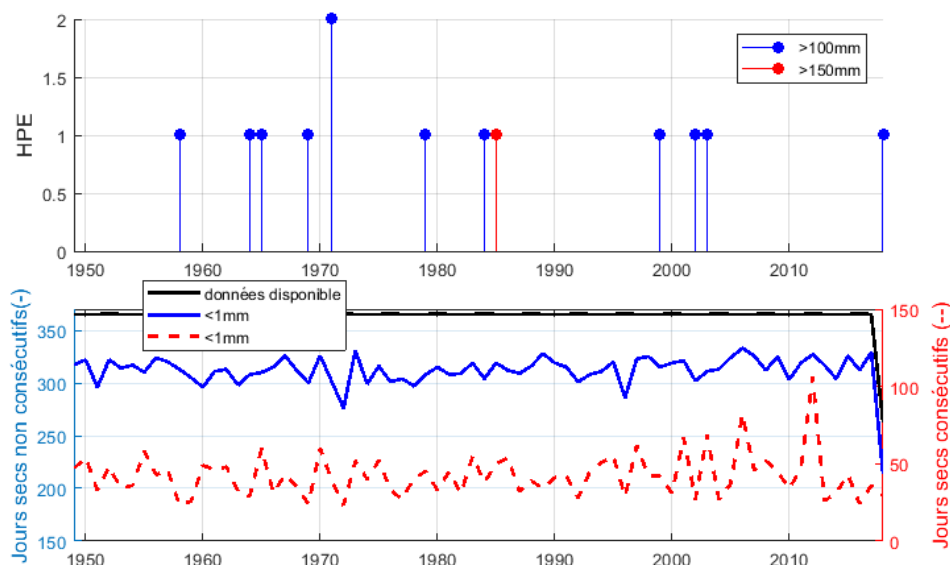 2
1.5
1
0.5
0
HPE
>100mm
>150mm
1950 1960 1970 1980 1990 2000 2010
données disponible
<1mm
<1mm
350
300
250
200
150
Jours secs non consécutifs(-)
150
100
50
0
Jours secs consécutifs (--)
1950 1960 1970 1980 1990 2000 2010